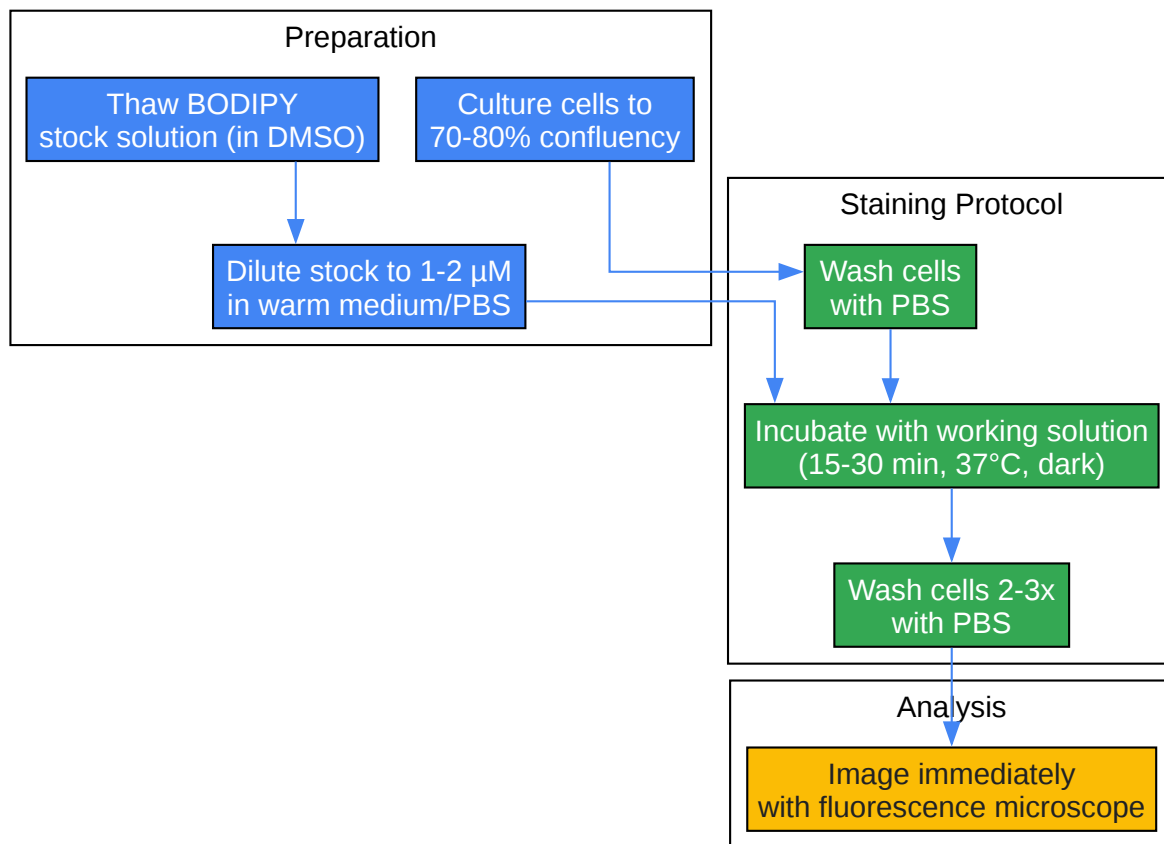 Preparation
Thaw BODIPY
stock solution (in DMSO)
Culture cells to
70-80% confluency
Dilute stock to 1-2 µM
in warm medium/PBS
Staining Protocol
Wash cells
with PBS
Incubate with working solution
(15-30 min, 37°C, dark)
Wash cells 2-3x
with PBS
Analysis
Image immediately
with fluorescence microscope